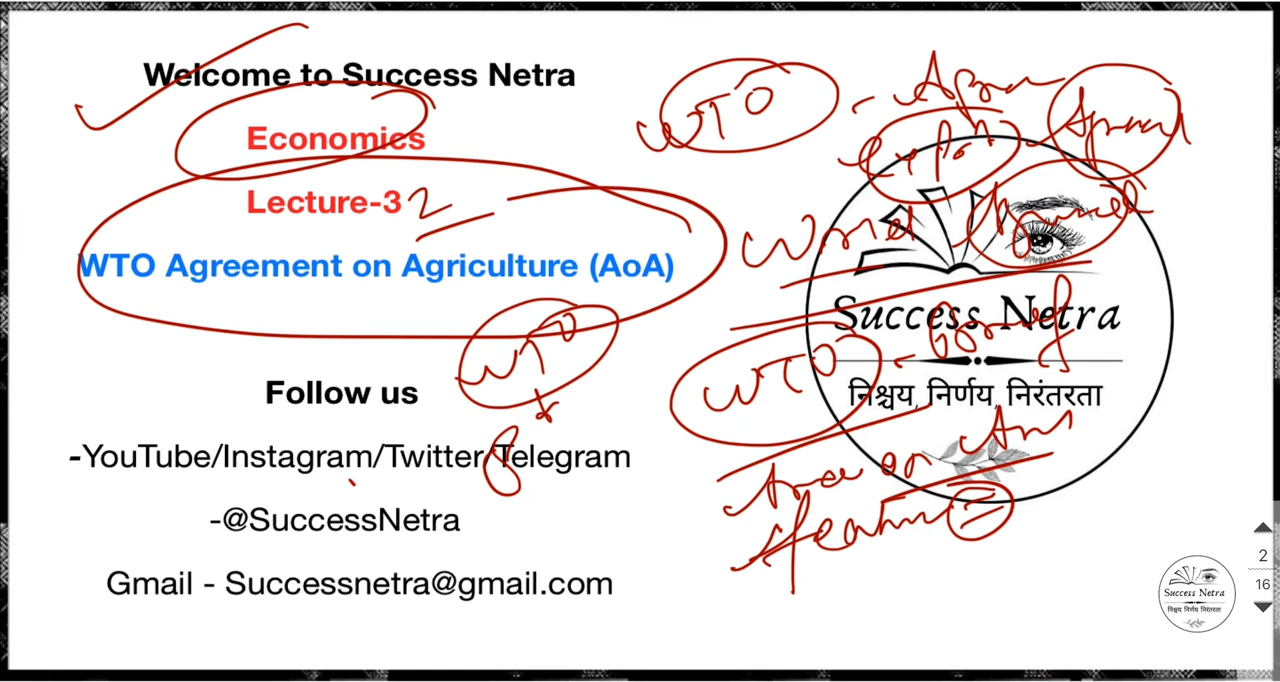 Welcome to Success Netra
Economics
Lecture-3 2
WTO Agreement on Agriculture (AoA)
WTO
Follow us
-YouTube/Instagram/Twitter/Telegram
-@SuccessNetra
Gmail - Successnetra@gmail.com
WTO
WTO
Success Netra
निश्चय, निर्णय, निरंतरता
Success Netra
निश्चय, निर्णय, निरंतरता
2
16